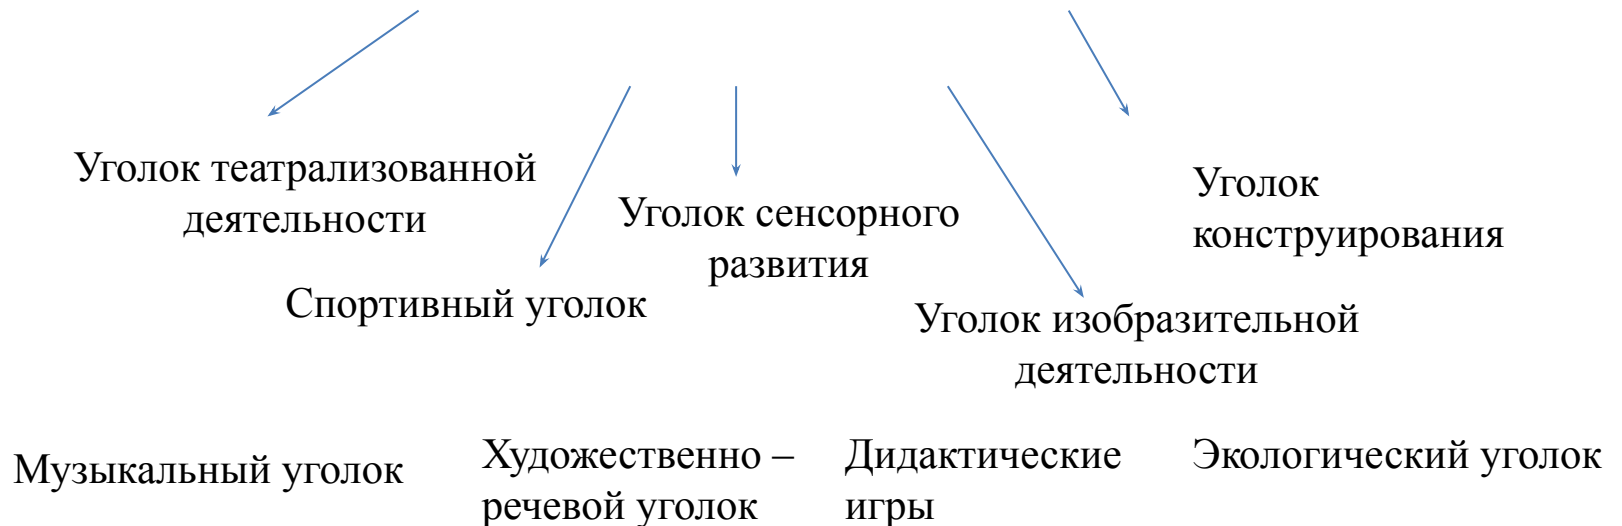 Уголок театрализованной
деятельности
Уголок сенсорного
развития
Уголок
конструирования
Спортивный уголок
Уголок изобразительной
деятельности
Музыкальный уголок
Художественно –
речевой уголок
Дидактические
игры
Экологический уголок